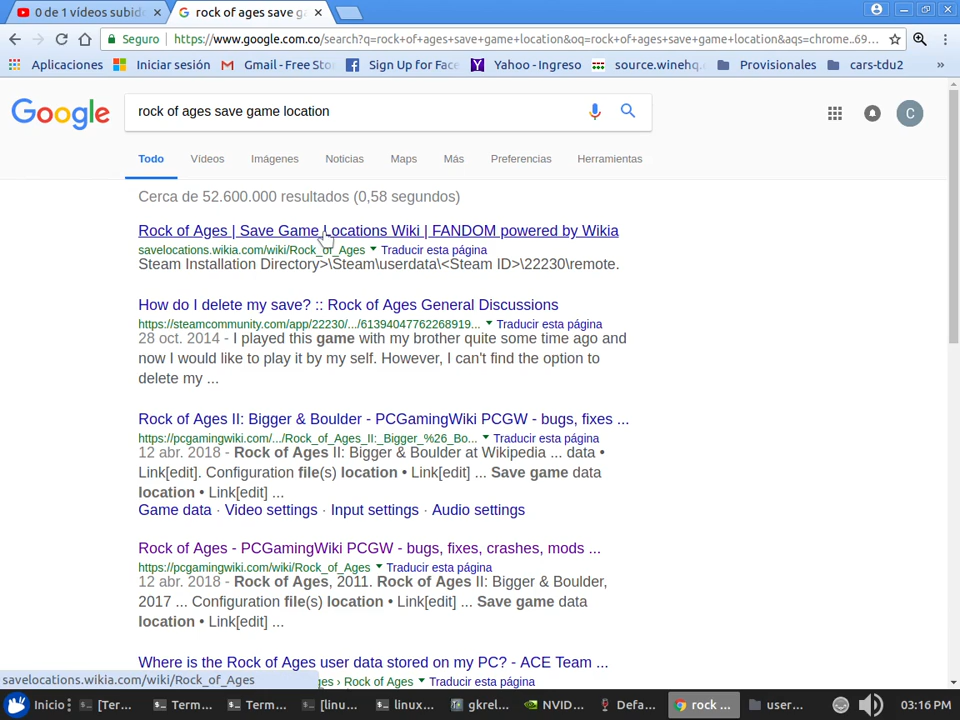 0 de 1 vídeos subido
rock of ages save g
Seguro
https://www.google.com.co/search?q=rock+of+ages+save+game+location&oq=rock+of+ages+save+game+location&aqs=chrome..69...
Aplicaciones
Iniciar sesión
Gmail - Free Sto
Sign Up for Face
Yahoo - Ingreso
source.winehq.
Provisionales
cars-tdu2
»
Google
rock of ages save game location
C
Todo
Vídeos
Imágenes
Noticias
Maps
Más
Preferencias
Herramientas
Cerca de 52.600.000 resultados (0,58 segundos)
Rock of Ages | Save Game Locations Wiki | FANDOM powered by Wikia
savelocations.wikia.com/wiki/Rock_of_Ages Traducir esta página
Steam Installation Directory>\Steam\userdata\<Steam ID>\22230\remote.
How do I delete my save? :: Rock of Ages General Discussions
https://steamcommunity.com/app/22230/.../61394047762268919... Traducir esta página
28 oct. 2014 - I played this game with my brother quite some time ago and
now I would like to play it by my self. However, I can't find the option to
delete my ...
Rock of Ages II: Bigger & Boulder - PCGamingWiki PCGW - bugs, fixes ...
https://pcgamingwiki.com/.../Rock_of_Ages_II:_Bigger_%26_Bo... Traducir esta página
12 abr. 2018 - Rock of Ages II: Bigger & Boulder at Wikipedia ... data •
Link[edit]. Configuration file(s) location • Link[edit] ... Save game data
location • Link[edit] ...
Game data · Video settings · Input settings · Audio settings
Rock of Ages - PCGamingWiki PCGW - bugs, fixes, crashes, mods ...
https://pcgamingwiki.com/wiki/Rock_of_Ages Traducir esta página
12 abr. 2018 - Rock of Ages, 2011. Rock of Ages II: Bigger & Boulder,
2017 ... Configuration file(s) location • Link[edit] ... Save game data
location • Link[edit] ...
Where is the Rock of Ages user data stored on my PC? - ACE Team ...
savelocations.wikia.com/wiki/Rock_of_Ages
ges › Rock of Ages Traducir esta página
Inicio
[Ter...
Term...
Term...
[linu...
linux...
gkrel...
NVID...
Defa...
rock ...
user...
03:16 PM